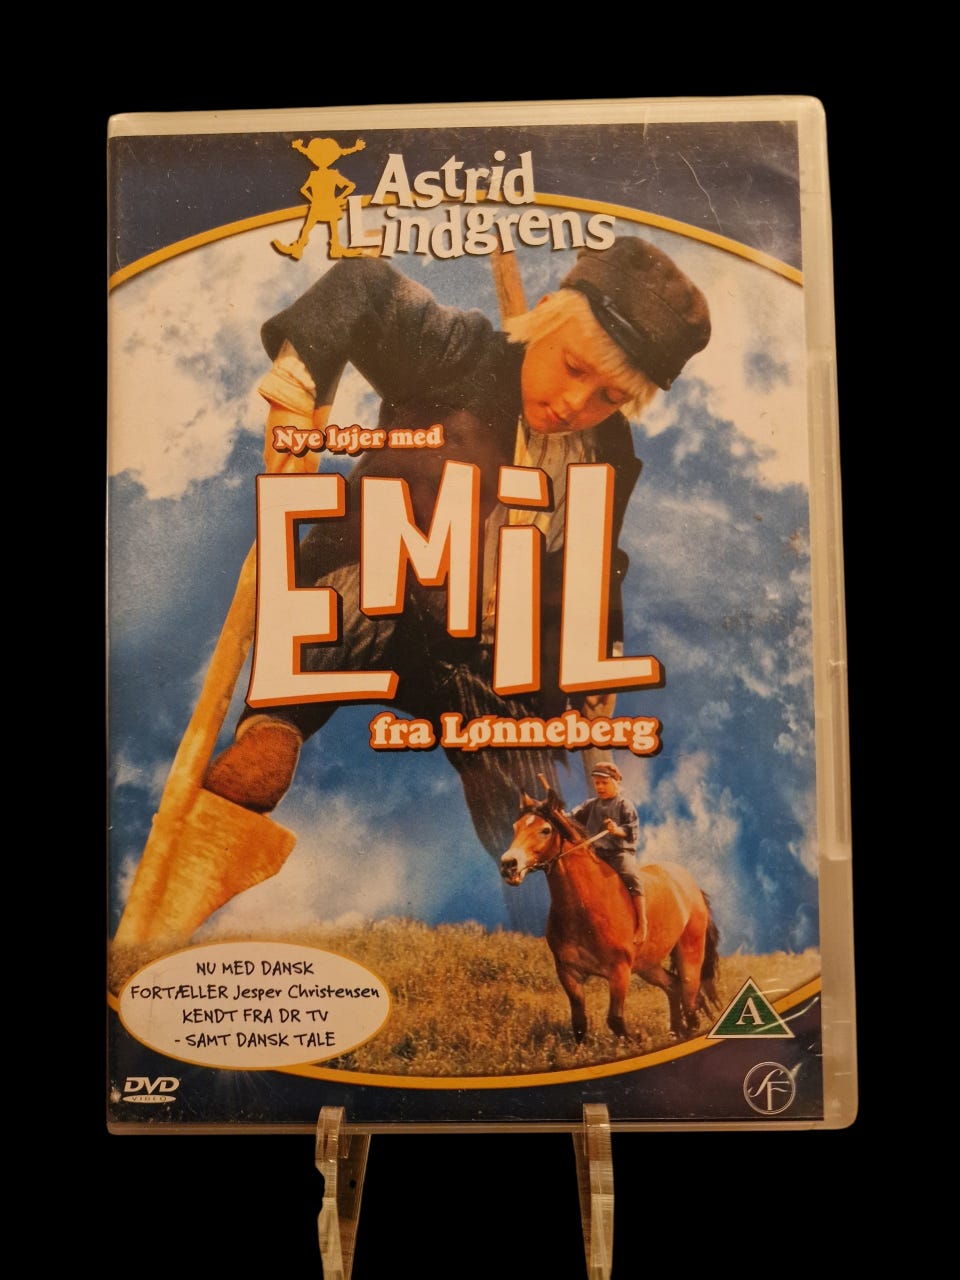 Astrid
Lindgrens
Nye løjer med
EMiL
fra Lønneberg
NU MED DANSK
FORTÆLLER Jesper Christensen
KENDT FRA DR TV
- SAMT DANSK TALE
A
DVD
VIDEO
SF